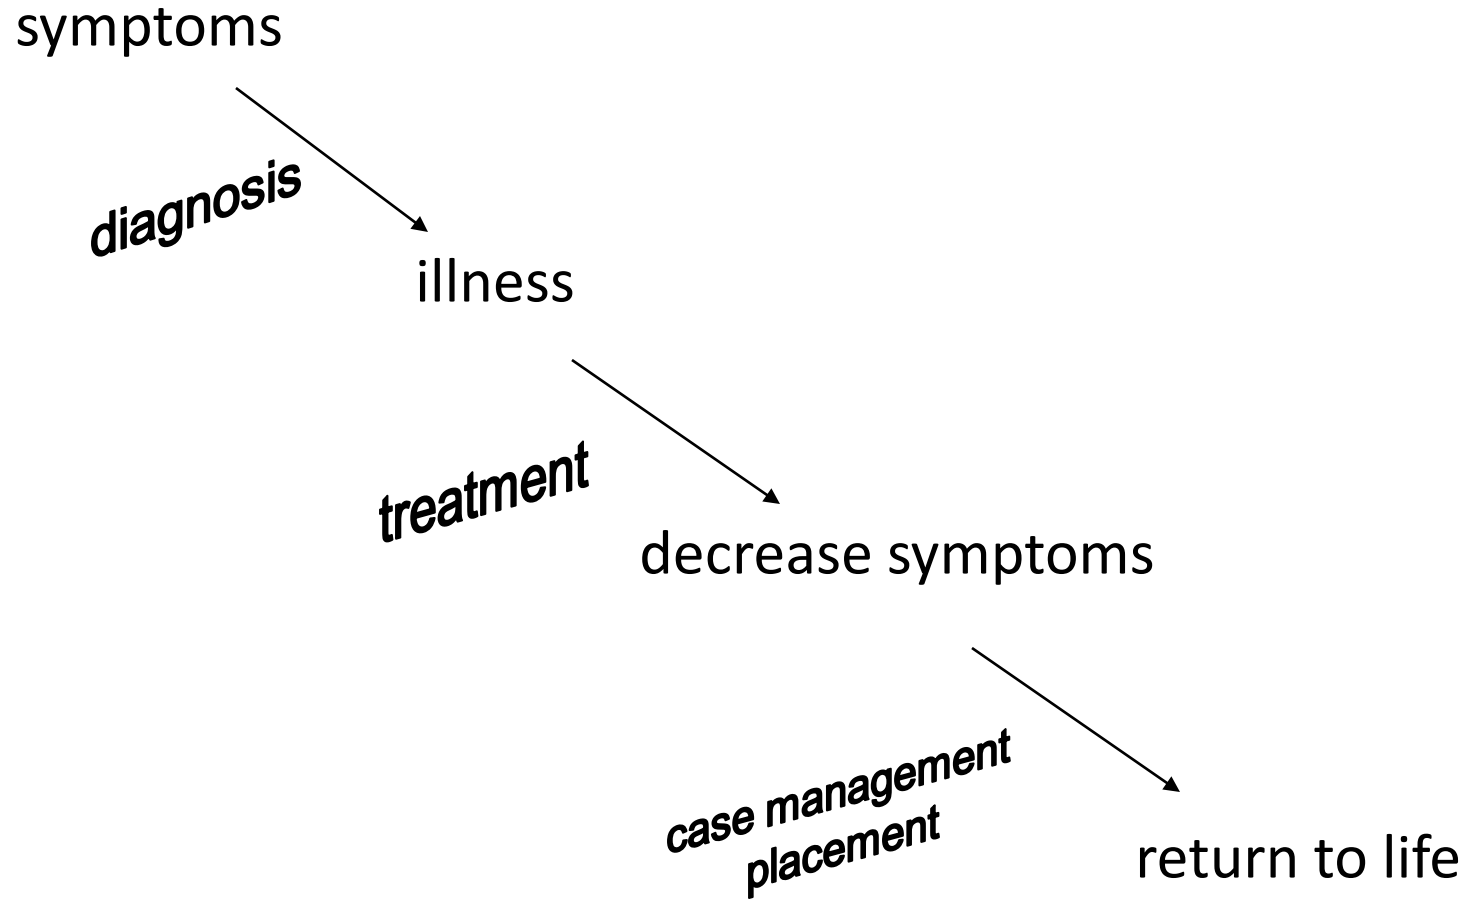 symptoms
diagnosis
illness
treatment
decrease symptoms
case management
placement
return to life